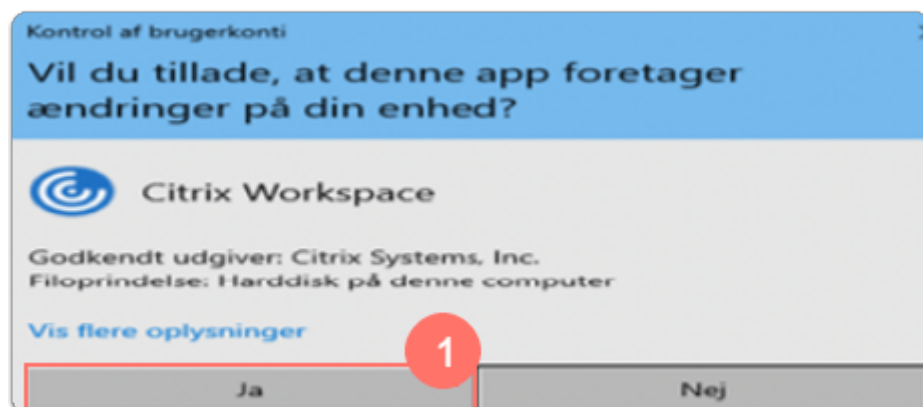 Kontrol af brugerkonti
Vil du tillade, at denne app foretager
ændringer på din enhed?
Citrix Workspace
Godkendt udgiver: Citrix Systems, Inc.
Filoprindelse: Harddisk på denne computer
Vis flere oplysninger
1
Ja
Nej